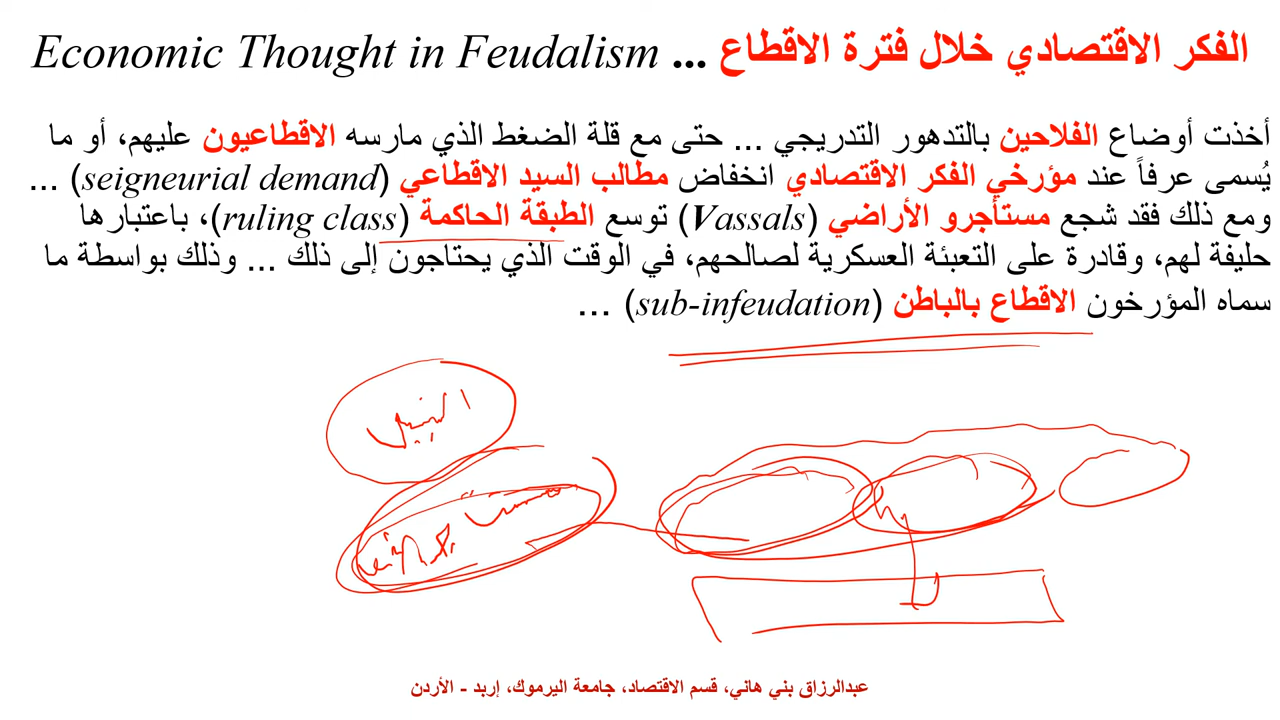 الفكر الاقتصادي خلال فترة الاقطاع ... Economic Thought in Feudalism
أخذت أوضاع الفلاحين بالتدهور التدريجي ... حتى مع قلة الضغط الذي مارسه الاقطاعيون عليهم، أو ما
يُسمى عرفاً عند مؤرخي الفكر الاقتصادي انخفاض مطالب السيد الاقطاعي (seigneurial demand) ...
ومع ذلك فقد شجع مستأجرو الأراضي (Vassals) توسع الطبقة الحاكمة (ruling class)، باعتبارها
حليفة لهم، وقادرة على التعبئة العسكرية لصالحهم، في الوقت الذي يحتاجون إلى ذلك ... وذلك بواسطة ما
سماه المؤرخون الاقطاع بالباطن (sub-infeudation) ...
النبيل
عبدالرزاق بني هاني، قسم الاقتصاد، جامعة اليرموك، إربد - الأردن